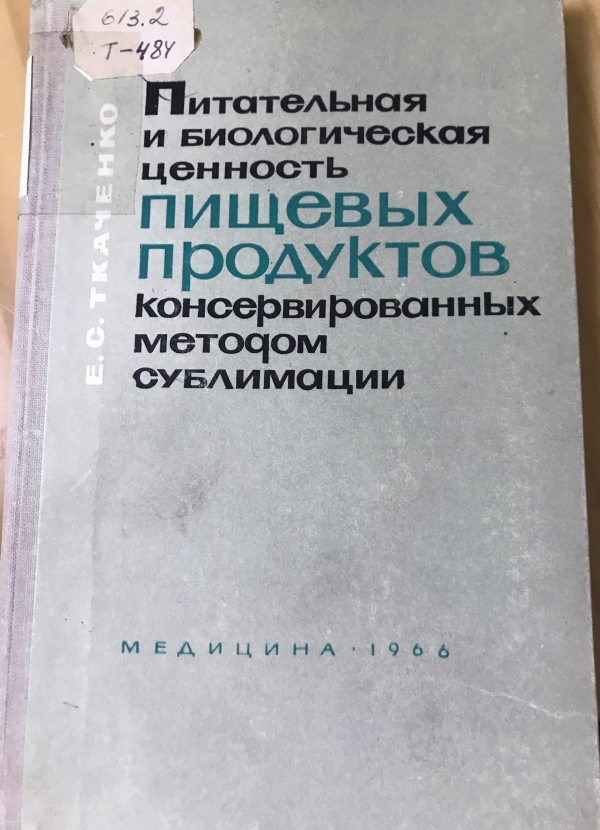 613.2
Т-484
Е. С. ТКАЧЕНКО
Питательная
и биологическая
ценность
пищевых
продуктов
консервированных
методом
сублимации
МЕДИЦИНА · 1966